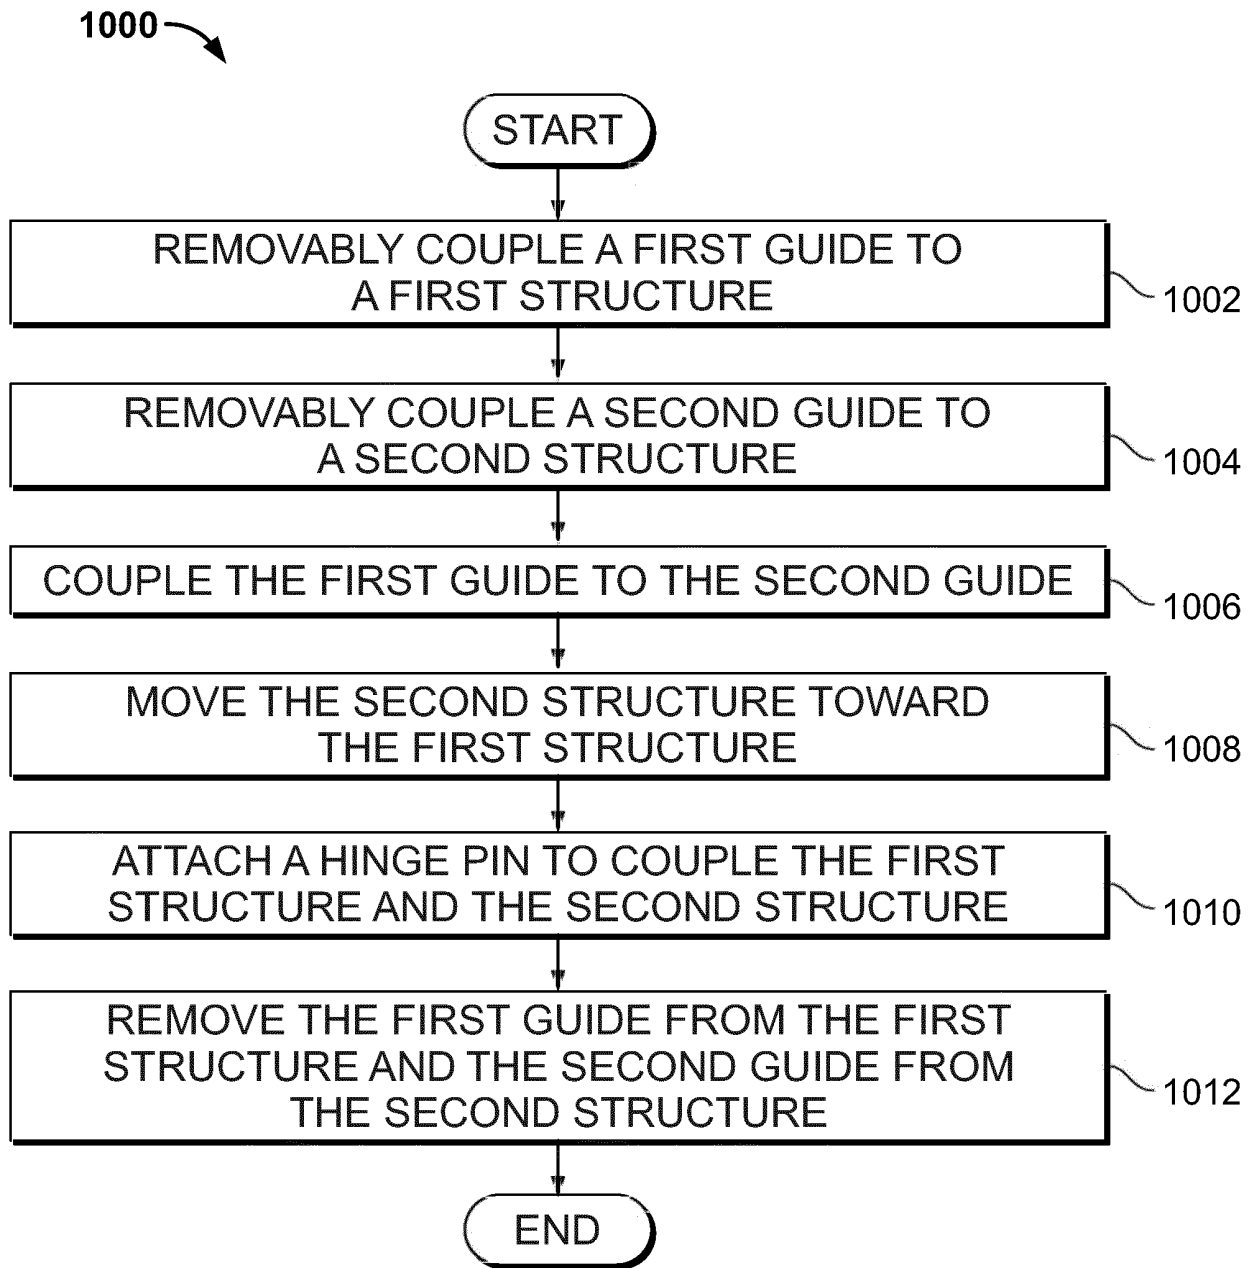 1000
START
REMOVABLY COUPLE A FIRST GUIDE TO
A FIRST STRUCTURE
1002
REMOVABLY COUPLE A SECOND GUIDE TO
A SECOND STRUCTURE
1004
COUPLE THE FIRST GUIDE TO THE SECOND GUIDE
1006
MOVE THE SECOND STRUCTURE TOWARD
THE FIRST STRUCTURE
1008
ATTACH A HINGE PIN TO COUPLE THE FIRST
STRUCTURE AND THE SECOND STRUCTURE
1010
REMOVE THE FIRST GUIDE FROM THE FIRST
STRUCTURE AND THE SECOND GUIDE FROM
THE SECOND STRUCTURE
1012
END